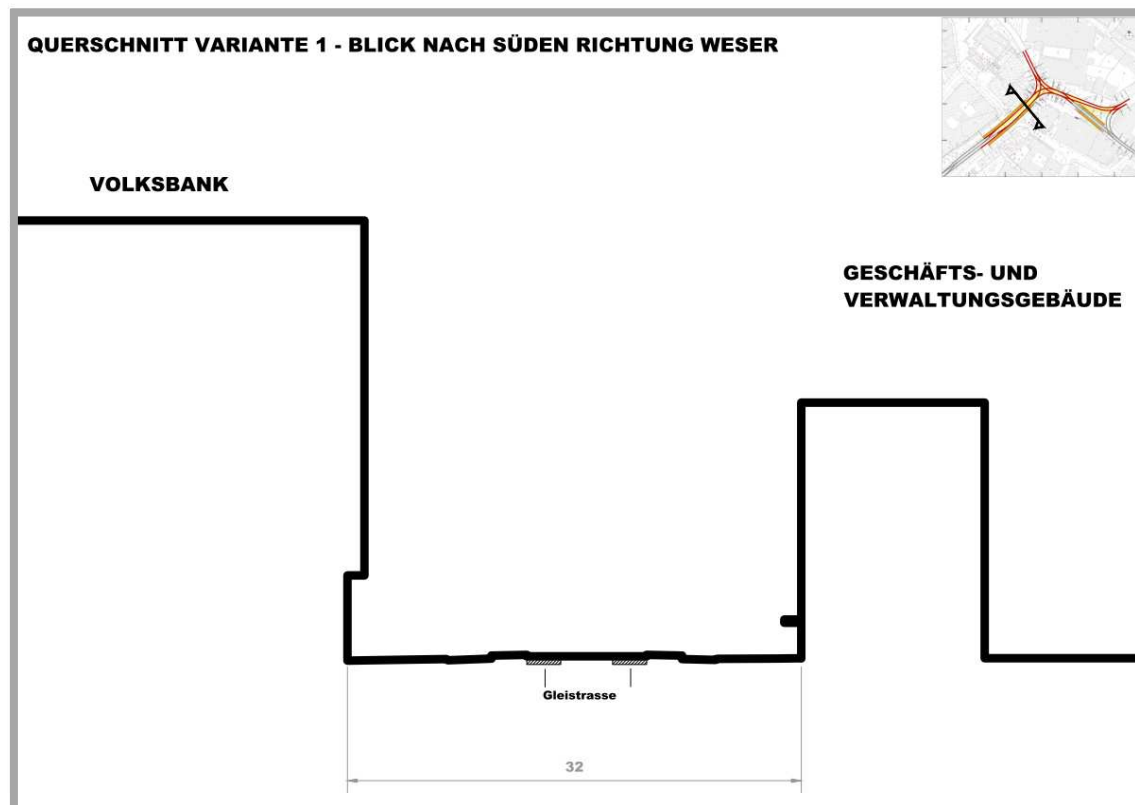 QUERSCHNITT VARIANTE 1 - BLICK NACH SÜDEN RICHTUNG WESER
VOLKSBANK
GESCHÄFTS- UND
VERWALTUNGSGEBÄUDE
Gleistrasse
32